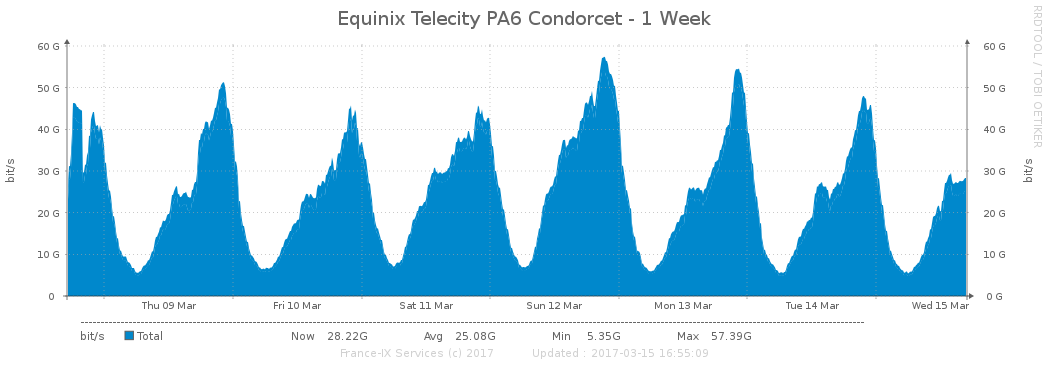 Equinix Telecity PA6 Condorcet - 1 Week
RRDTOOL / TOBI OETIKER
bit/s
60 G 60 G
50 G 50 G
40 G 40 G
30 G 30 G
20 G 20 G
10 G 10 G
0 0 G
bit/s
Thu 09 Mar Fri 10 Mar Sat 11 Mar Sun 12 Mar Mon 13 Mar Tue 14 Mar Wed 15 Mar
bit/s Total Now 28.22G Avg 25.08G Min 5.35G Max 57.39G
France-IX Services (c) 2017 Updated : 2017-03-15 16:55:09